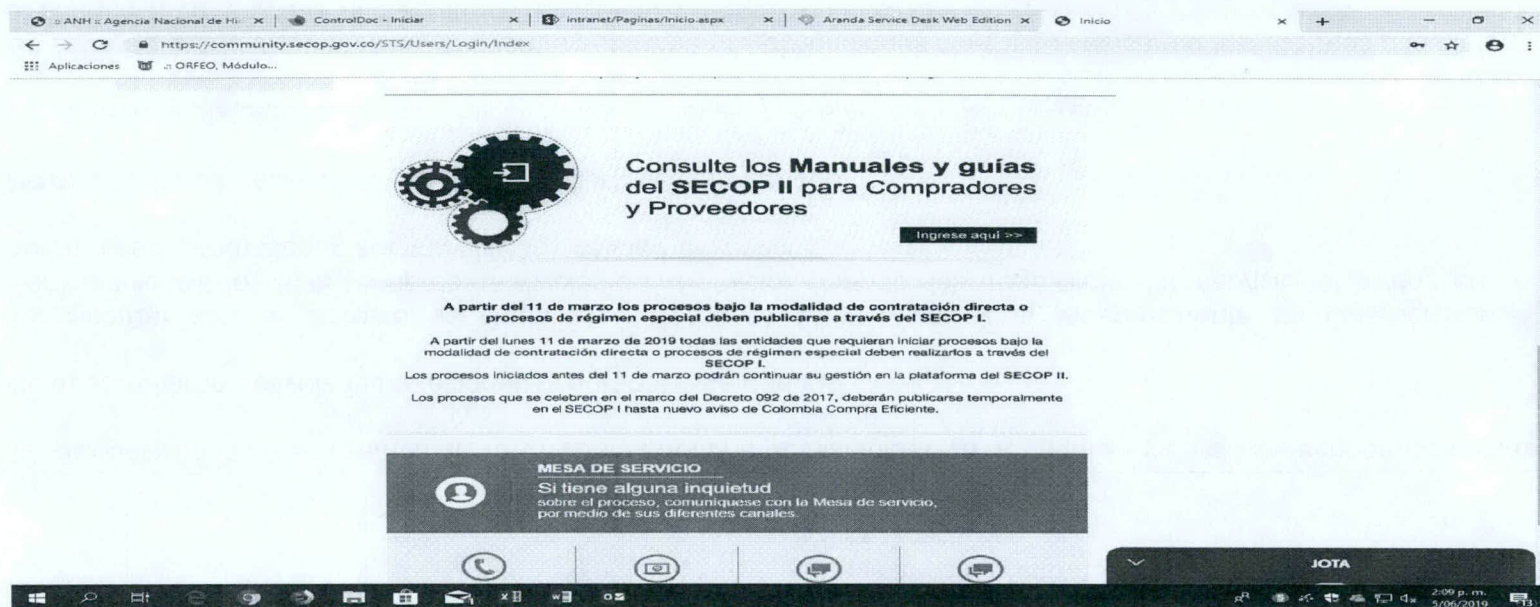 :: ANH :: Agencia Nacional de Hi
ControlDoc - Iniciar
intranet/Paginas/Inicio.aspx
Aranda Service Desk Web Edition
Inicio
https://community.secop.gov.co/STS/Users/Login/Index
Aplicaciones
.:: ORFEO, Módulo...
Consulte los Manuales y guías
del SECOP II para Compradores
y Proveedores
Ingrese aquí >>
A partir del 11 de marzo los procesos bajo la modalidad de contratación directa o
procesos de régimen especial deben publicarse a través del SECOP I.
A partir del lunes 11 de marzo de 2019 todas las entidades que requieran iniciar procesos bajo la
modalidad de contratación directa o procesos de régimen especial deben realizarlos a través del
SECOP I.
Los procesos iniciados antes del 11 de marzo podrán continuar su gestión en la plataforma del SECOP II.
Los procesos que se celebren en el marco del Decreto 092 de 2017, deberán publicarse temporalmente
en el SECOP I hasta nuevo aviso de Colombia Compra Eficiente.
MESA DE SERVICIO
Si tiene alguna inquietud
sobre el proceso, comuníquese con la Mesa de servicio,
por medio de sus diferentes canales.
JOTA
2:09 p. m.
5/06/2019